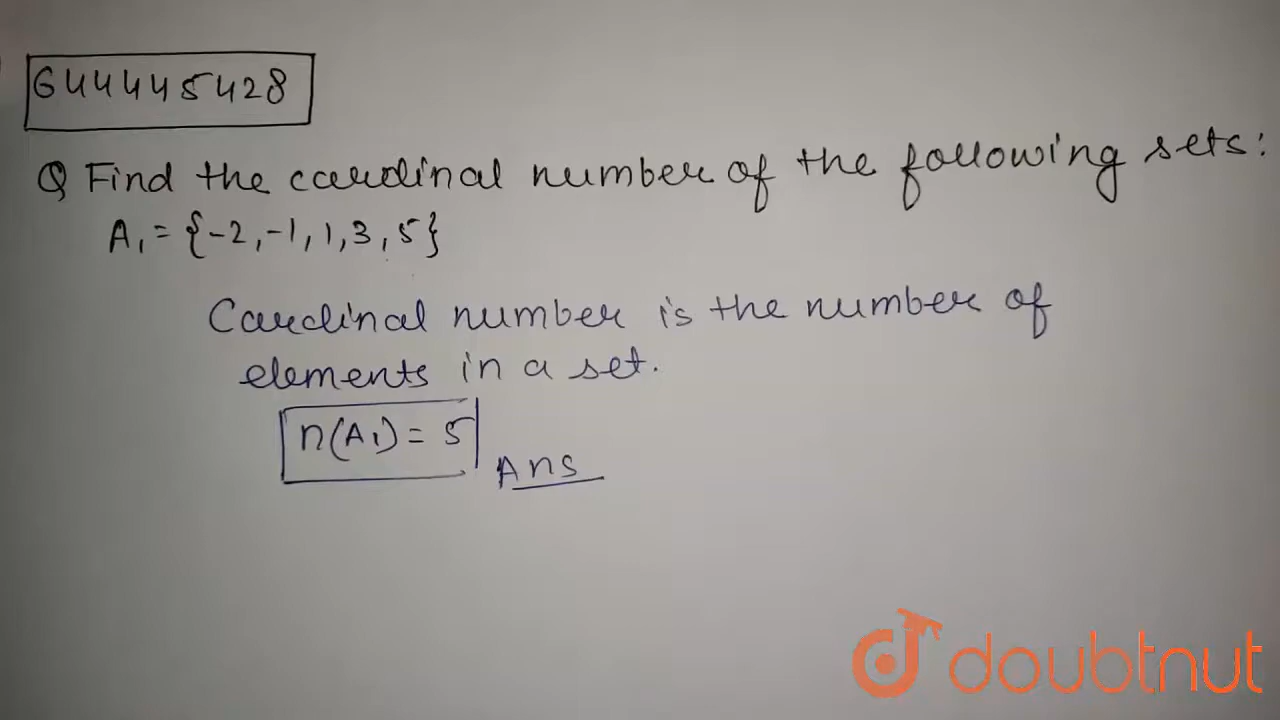 644445428
Q Find the cardinal number of the following sets:
A₁ = {-2, -1, 1, 3, 5}
Cardinal number is the number of
elements in a set.
n(A₁) = 5
Ans
doubtnut